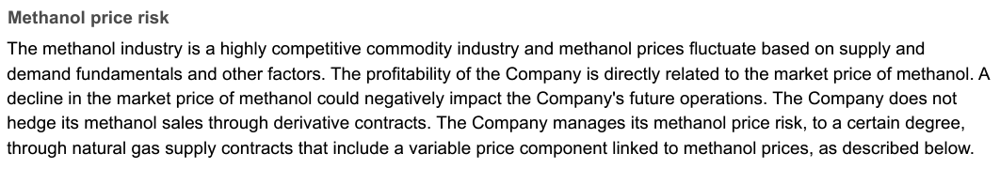 Methanol price risk
The methanol industry is a highly competitive commodity industry and methanol prices fluctuate based on supply and
demand fundamentals and other factors. The profitability of the Company is directly related to the market price of methanol. A
decline in the market price of methanol could negatively impact the Company's future operations. The Company does not
hedge its methanol sales through derivative contracts. The Company manages its methanol price risk, to a certain degree,
through natural gas supply contracts that include a variable price component linked to methanol prices, as described below.